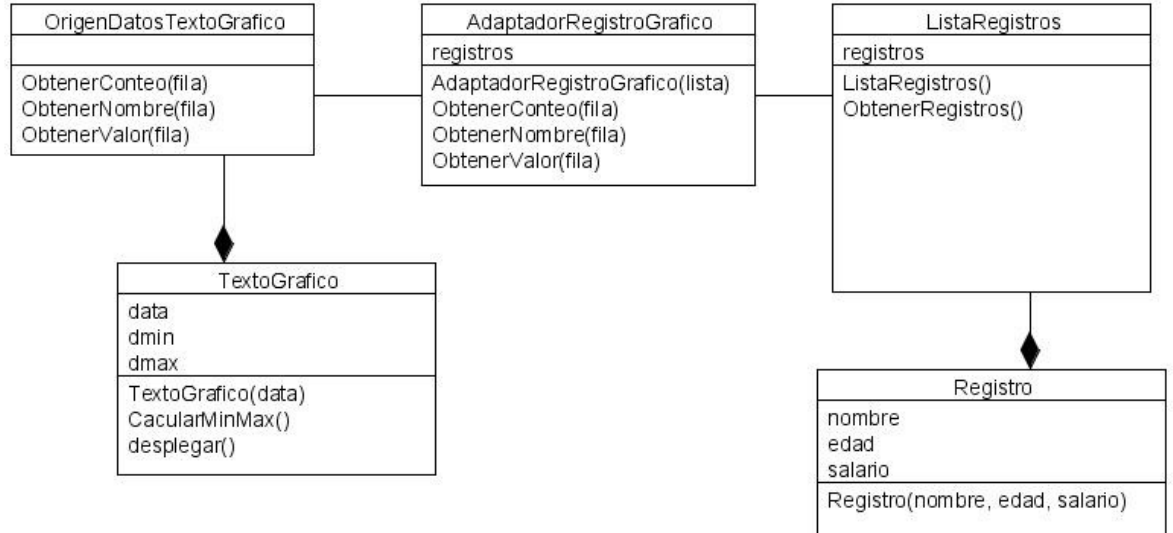 OrigenDatosTextoGrafico
ObtenerConteo(fila)
ObtenerNombre(fila)
ObtenerValor(fila)
AdaptadorRegistroGrafico
registros
AdaptadorRegistroGrafico(lista)
ObtenerConteo(fila)
ObtenerNombre(fila)
ObtenerValor(fila)
ListaRegistros
registros
ListaRegistros()
ObtenerRegistros()
TextoGrafico
data
dmin
dmax
TextoGrafico(data)
CacularMinMax()
desplegar()
Registro
nombre
edad
salario
Registro(nombre, edad, salario)